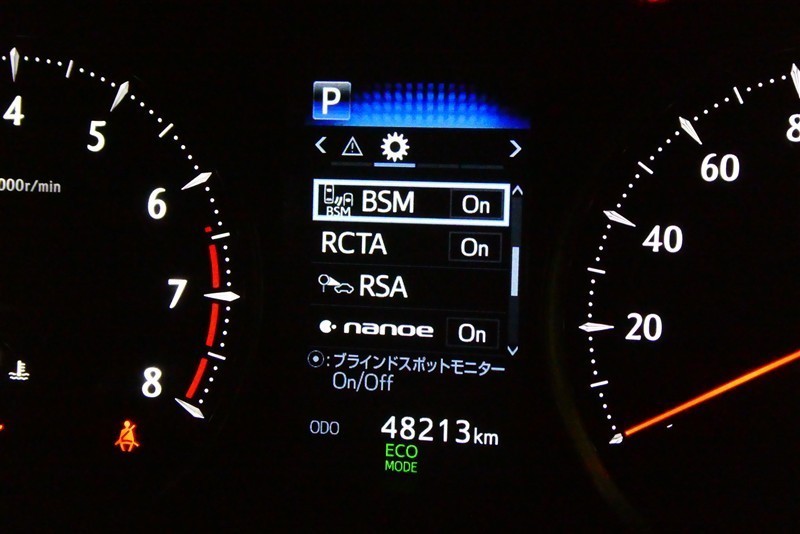 4
5
000r/min
6
7
8
P
BSM
BSM On
RCTA On
RSA
nanoe On
:ブラインドスポットモニター
On/Off
ODO 48213km
ECO
MODE
8
60
40
20